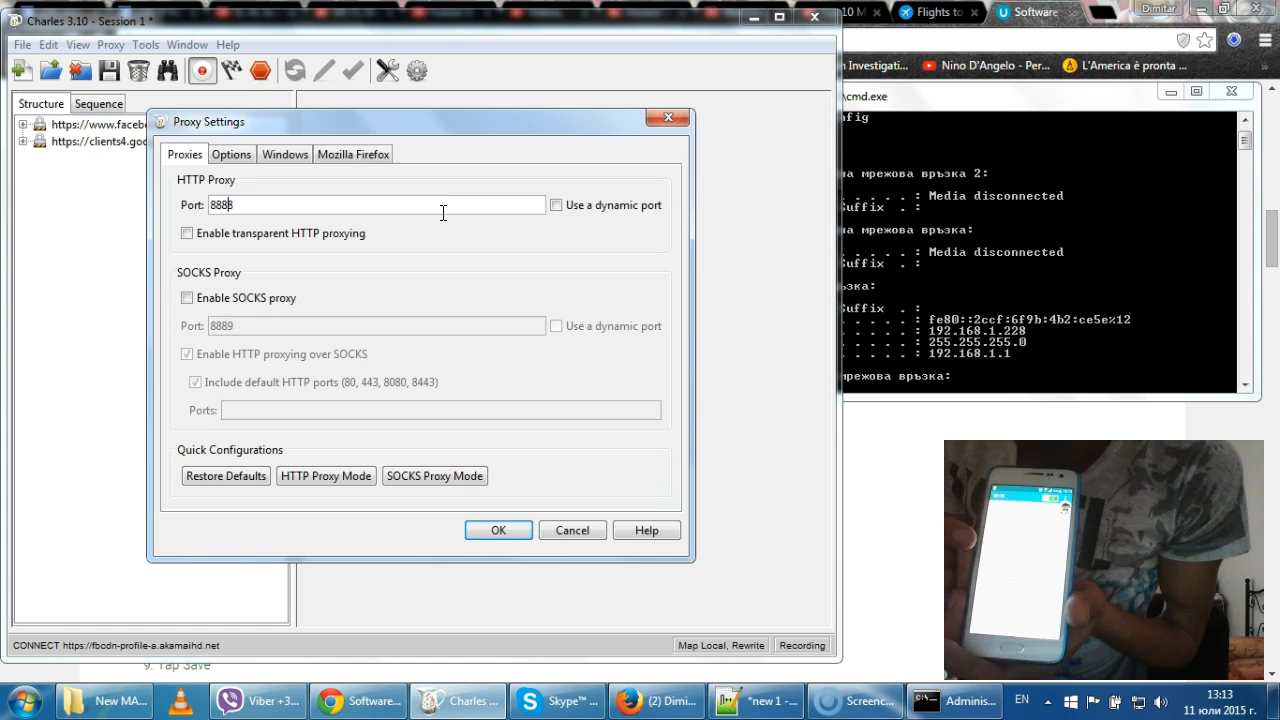 Charles 3.10 - Session 1 *
10 M
Flights to
Software
Dimitar
File Edit View Proxy Tools Window Help
n Investigati...
Nino D'Angelo - Per...
L'America è pronta ...
Structure
Sequence
\cmd.exe
https://www.faceb
https://clients4.goo
Proxy Settings
nfig
Proxies
Options
Windows
Mozilla Firefox
HTTP Proxy
Port: 8888
Use a dynamic port
Enable transparent HTTP proxying
на мрежова връзка 2:
. . . . . : Media disconnected
Suffix . :
на мрежова връзка:
. . . . . : Media disconnected
Suffix . :
SOCKS Proxy
Enable SOCKS proxy
Port: 8889
Use a dynamic port
Enable HTTP proxying over SOCKS
Include default HTTP ports (80, 443, 8080, 8443)
Ports:
ъзка:
Suffix . :
. . . . . : fe80::2ccf:6f9b:4b2:ce5e%12
. . . . . : 192.168.1.228
. . . . . : 255.255.255.0
. . . . . : 192.168.1.1
мрежова връзка:
Quick Configurations
Restore Defaults
HTTP Proxy Mode
SOCKS Proxy Mode
OK
Cancel
Help
CONNECT https://fbcdn-profile-a.akamaihd.net
Map Local, Rewrite
Recording
9. Tap Save
New MA...
Viber +3...
Software...
Charles ...
Skype™ ...
(2) Dimi...
*new 1 -...
Screenc...
Adminis...
EN
13:13
11 юли 2015 г.